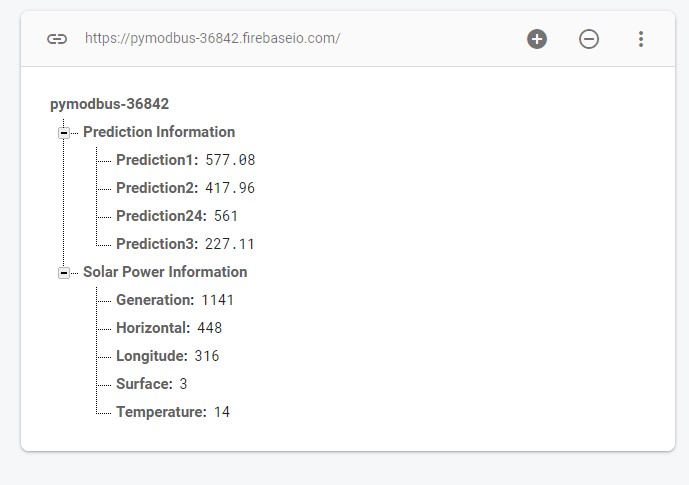 https://pymodbus-36842.firebaseio.com/
pymodbus-36842
Prediction Information
Prediction1: 577.08
Prediction2: 417.96
Prediction24: 561
Prediction3: 227.11
Solar Power Information
Generation: 1141
Horizontal: 448
Longitude: 316
Surface: 3
Temperature: 14